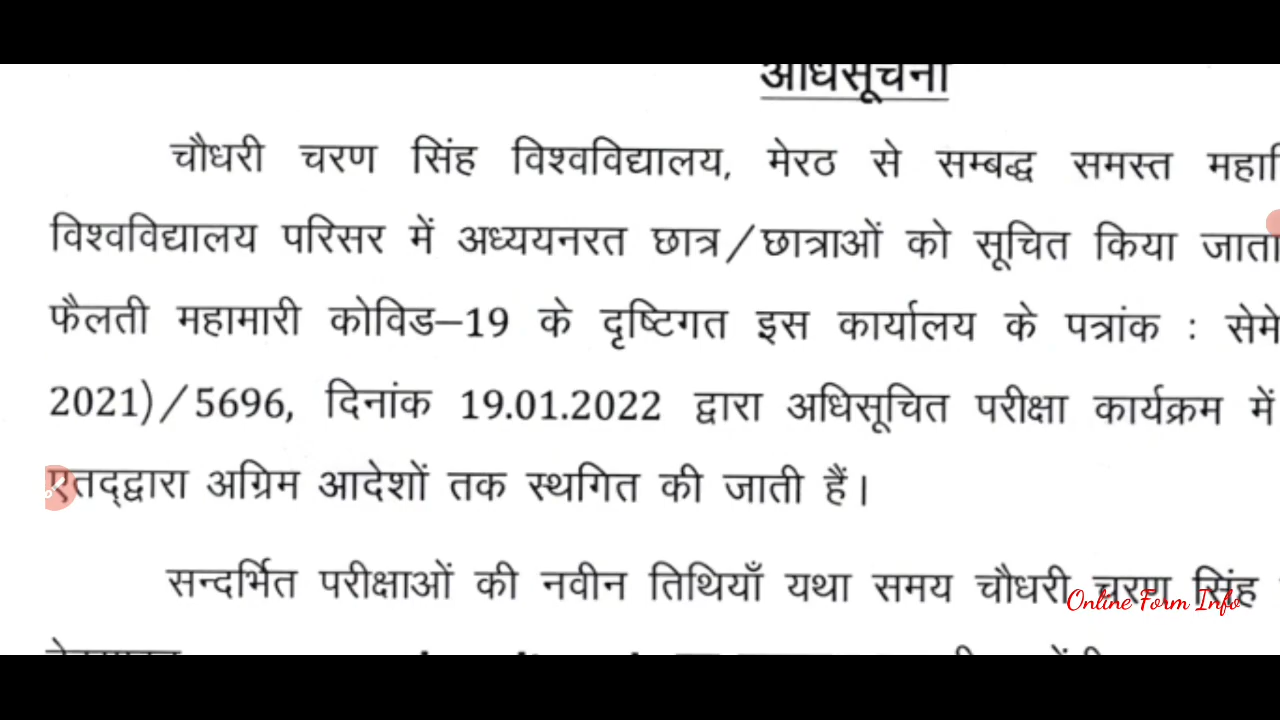 अधिसूचना
चौधरी चरण सिंह विश्वविद्यालय, मेरठ से सम्बद्ध समस्त
विश्वविद्यालय परिसर में अध्ययनरत छात्र/छात्राओं को सूचित किया जाता
फैलती महामारी कोविड–19 के दृष्टिगत इस कार्यालय के पत्रांक :
2021)/5696, दिनांक 19.01.2022 द्वारा अधिसूचित परीक्षा कार्यक्रम में
एतद्द्वारा अग्रिम आदेशों तक स्थगित की जाती हैं।
सन्दर्भित परीक्षाओं की नवीन तिथियाँ यथा समय चौधरी चरण सिंह
Online Form Info